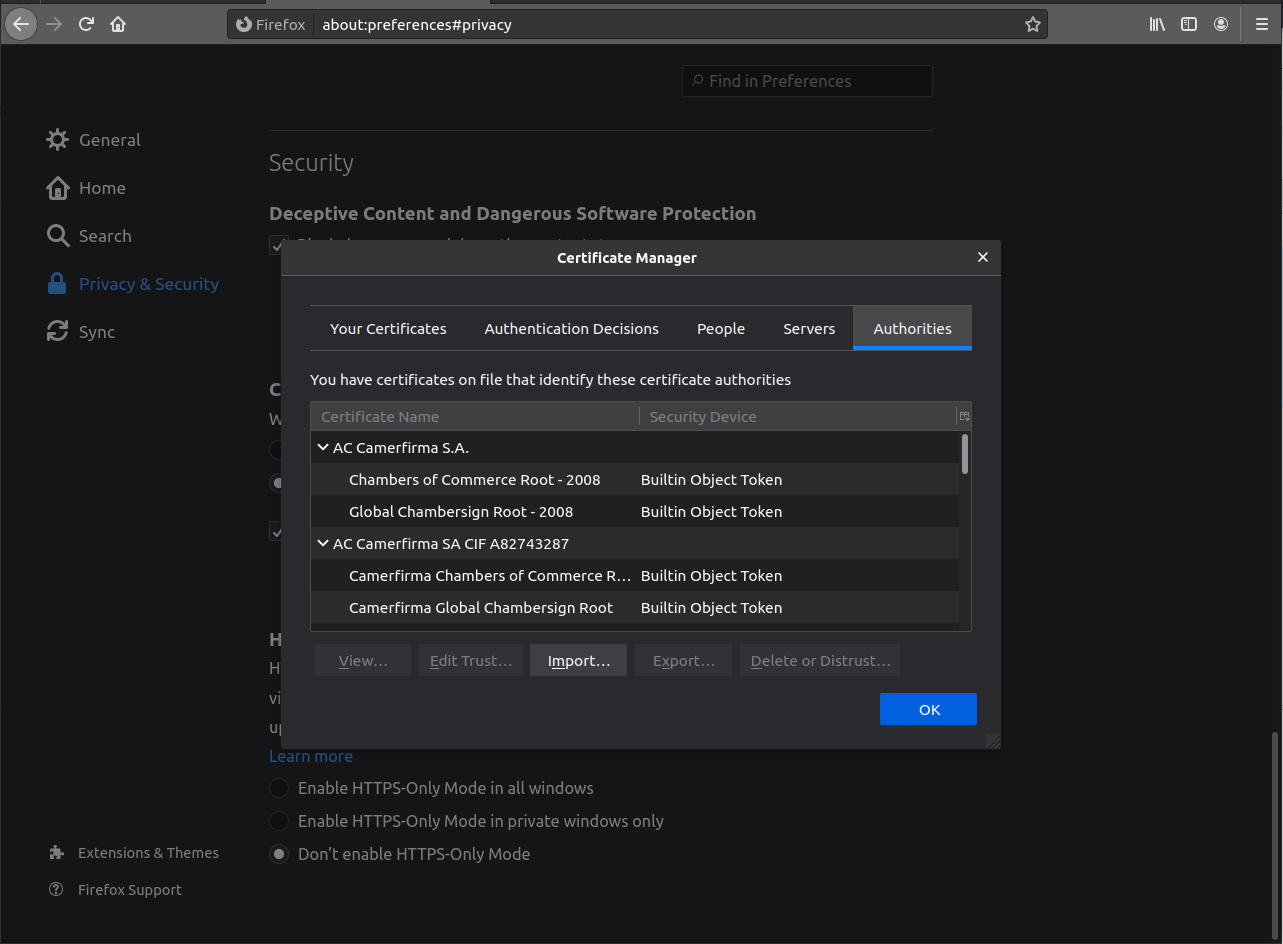 Firefox about:preferences#privacy
Find in Preferences
General
Home
Search
Privacy & Security
Sync
Security
Deceptive Content and Dangerous Software Protection
Certificate Manager
Your Certificates Authentication Decisions People Servers Authorities
You have certificates on file that identify these certificate authorities
Certificate Name Security Device
AC Camerfirma S.A.
Chambers of Commerce Root - 2008 Builtin Object Token
Global Chambersign Root - 2008 Builtin Object Token
AC Camerfirma SA CIF A82743287
Camerfirma Chambers of Commerce R… Builtin Object Token
Camerfirma Global Chambersign Root Builtin Object Token
View… Edit Trust… Import… Export… Delete or Distrust…
OK
Learn more
Enable HTTPS-Only Mode in all windows
Enable HTTPS-Only Mode in private windows only
Don’t enable HTTPS-Only Mode
Extensions & Themes
Firefox Support